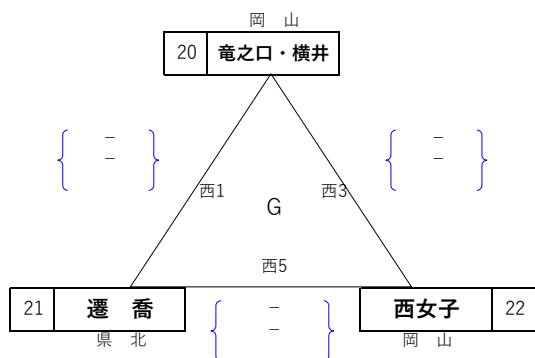 岡 山
20 竜之口・横井
{ － } { － }
－ －
西1 西3
G
西5
21 遷 喬 { － } 西女子 22
－
県 北 岡 山